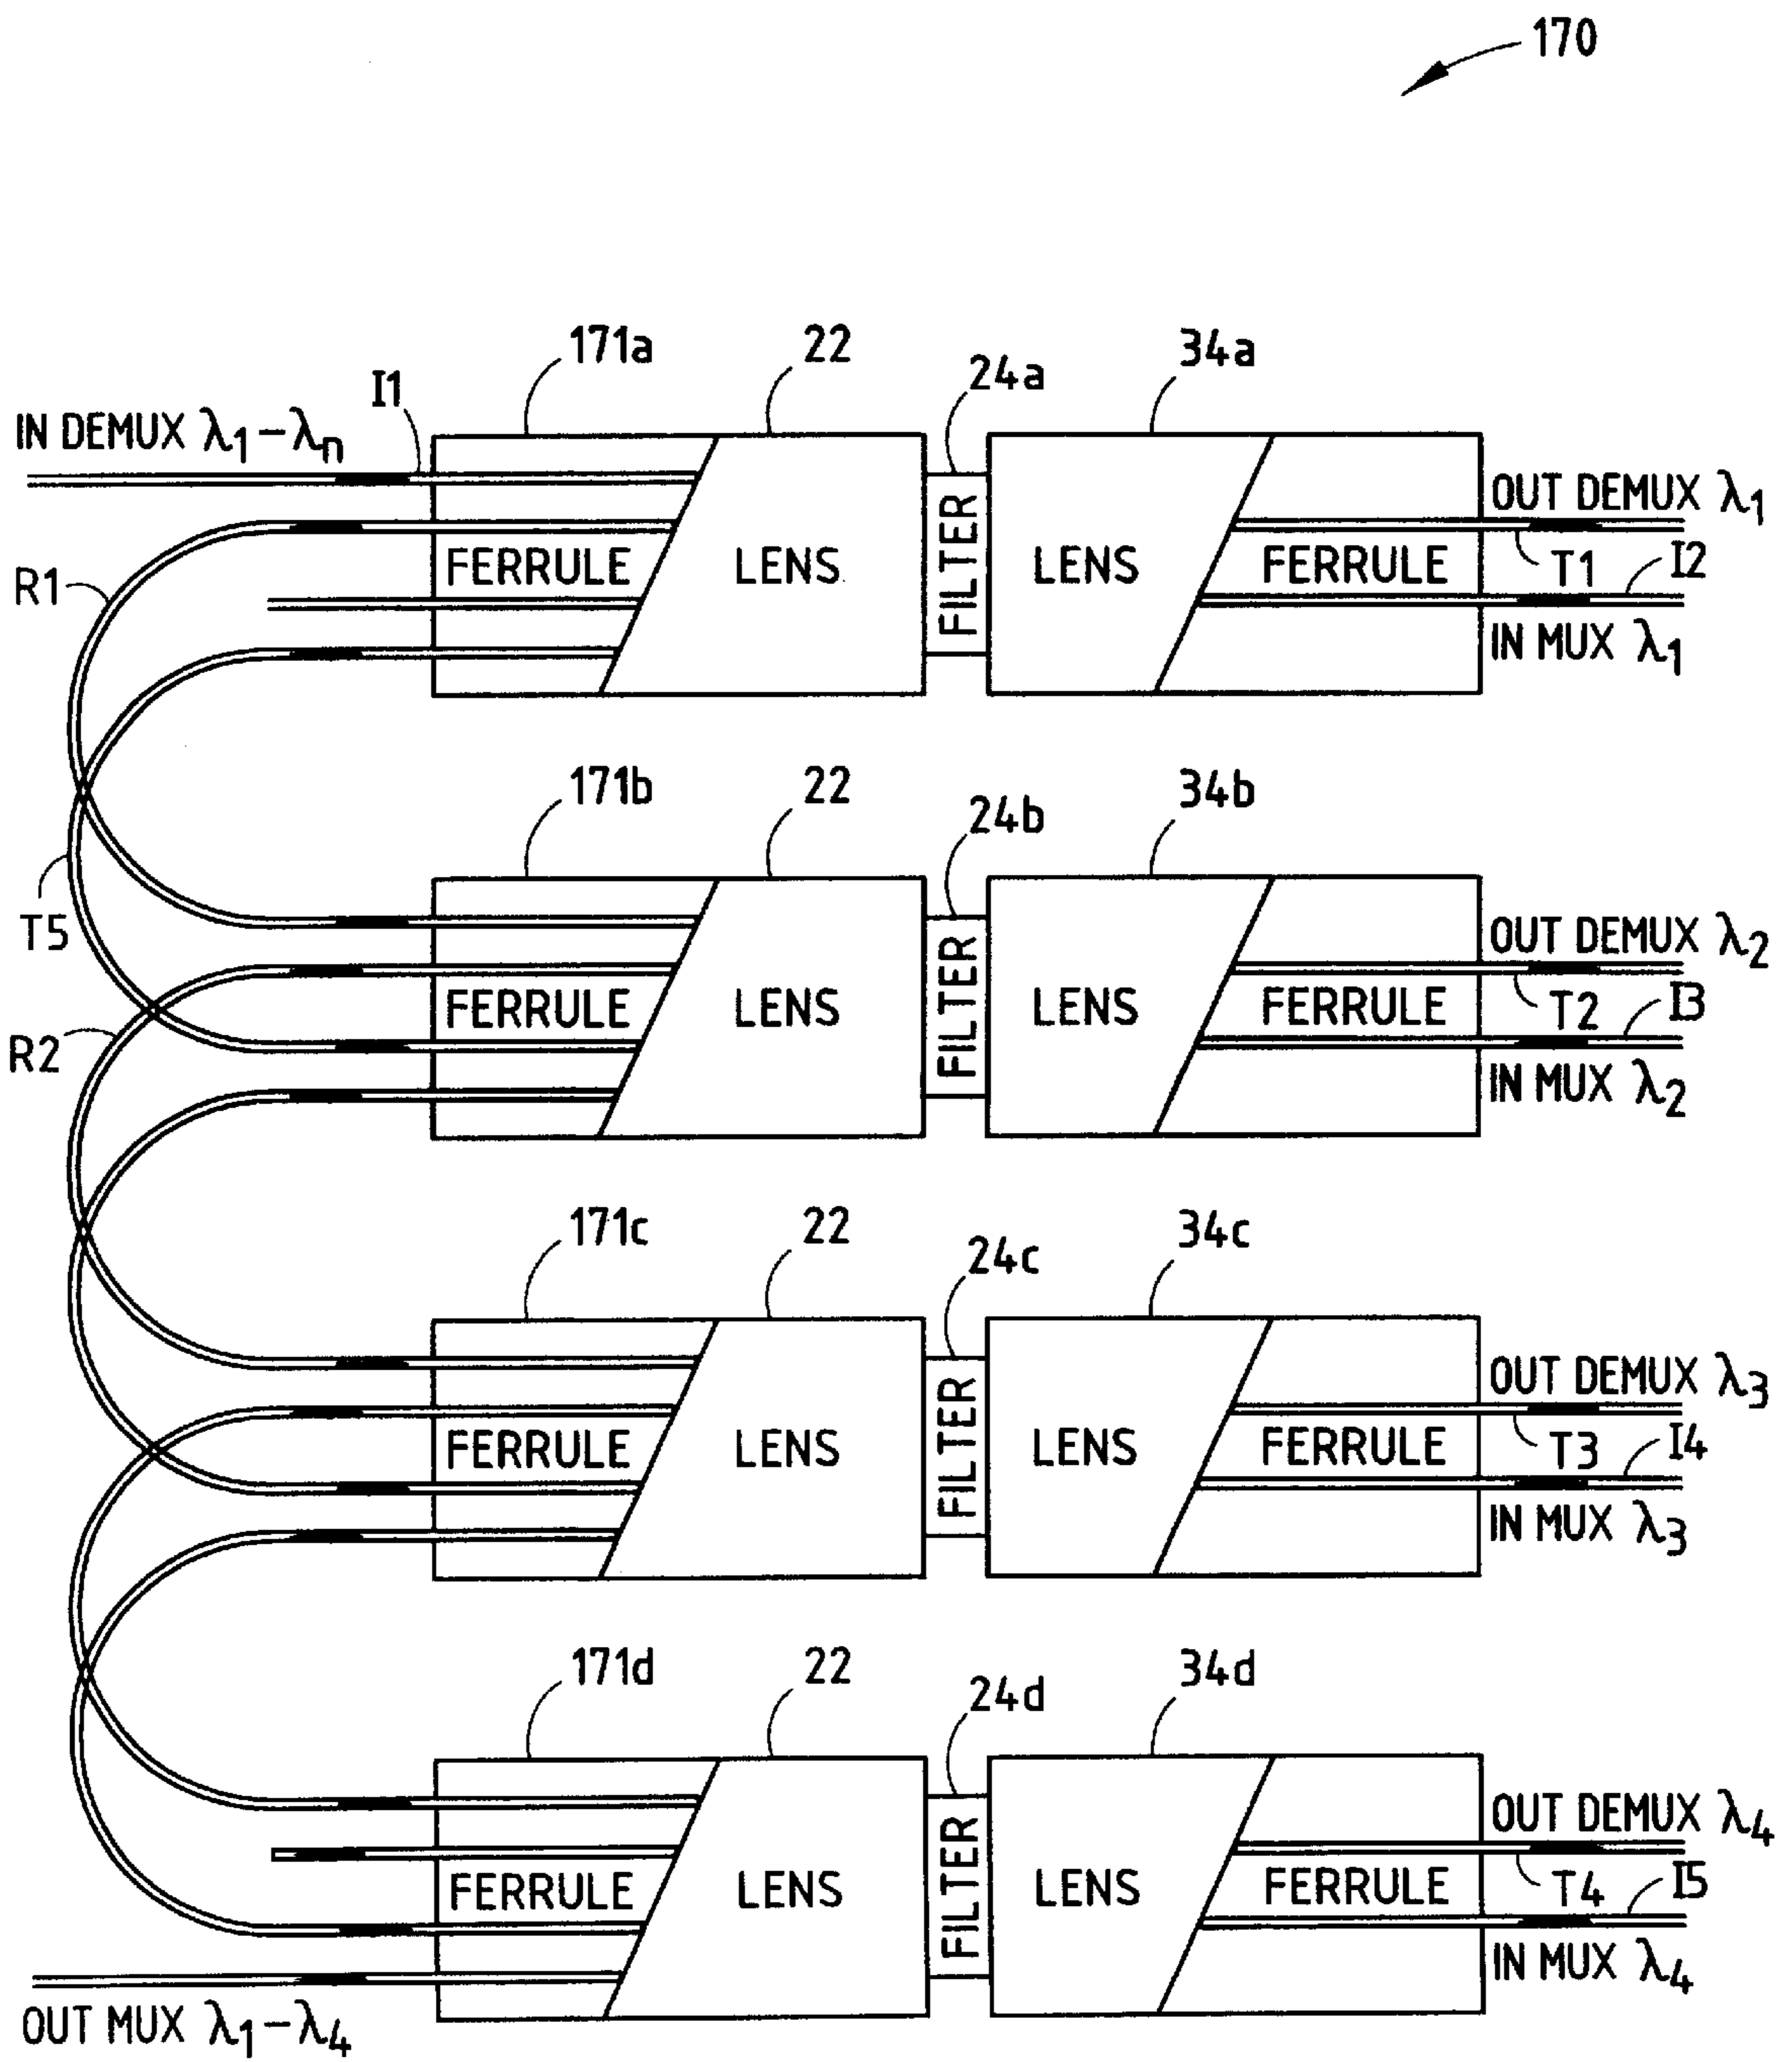 170
171a 22 24a 34a
I1
IN DEMUX λ1–λn
OUT DEMUX λ1
R1
FERRULE LENS FILTER LENS FERRULE
T1 I2
IN MUX λ1
171b 22 24b 34b
T5
OUT DEMUX λ2
R2
FERRULE LENS FILTER LENS FERRULE
T2 I3
IN MUX λ2
171c 22 24c 34c
OUT DEMUX λ3
FERRULE LENS FILTER LENS FERRULE
T3 I4
IN MUX λ3
171d 22 24d 34d
OUT DEMUX λ4
FERRULE LENS FILTER LENS FERRULE
T4 I5
IN MUX λ4
OUT MUX λ1–λ4